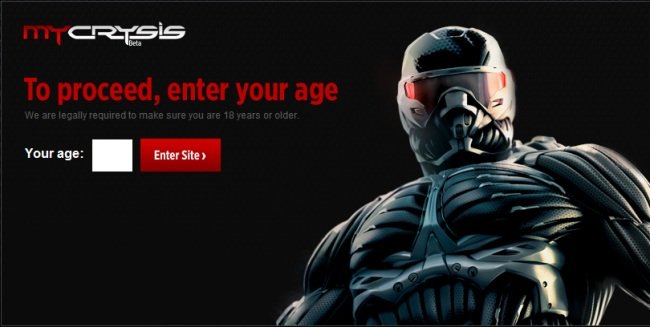 MYCRYSIS
Beta
To proceed, enter your age
We are legally required to make sure you are 18 years or older.
Your age:
Enter Site ›